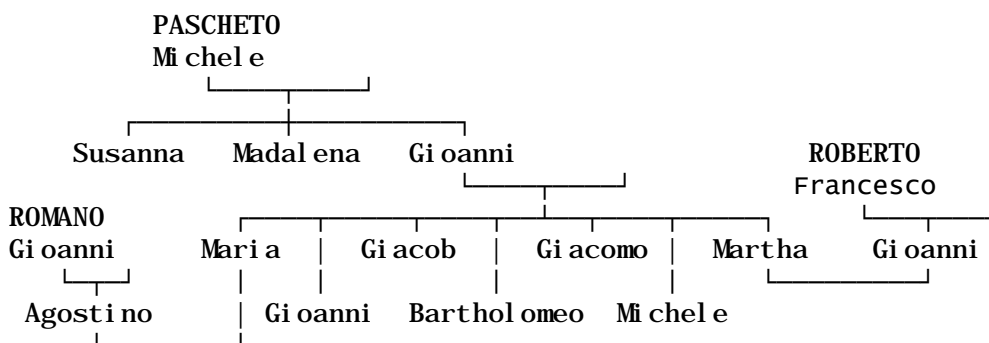 PASCHETO
Michele
Susanna Madalena Gioanni ROBERTO
Francesco
ROMANO
Gioanni Maria Giacob Giacomo Martha Gioanni
Agostino Gioanni Bartholomeo Michele